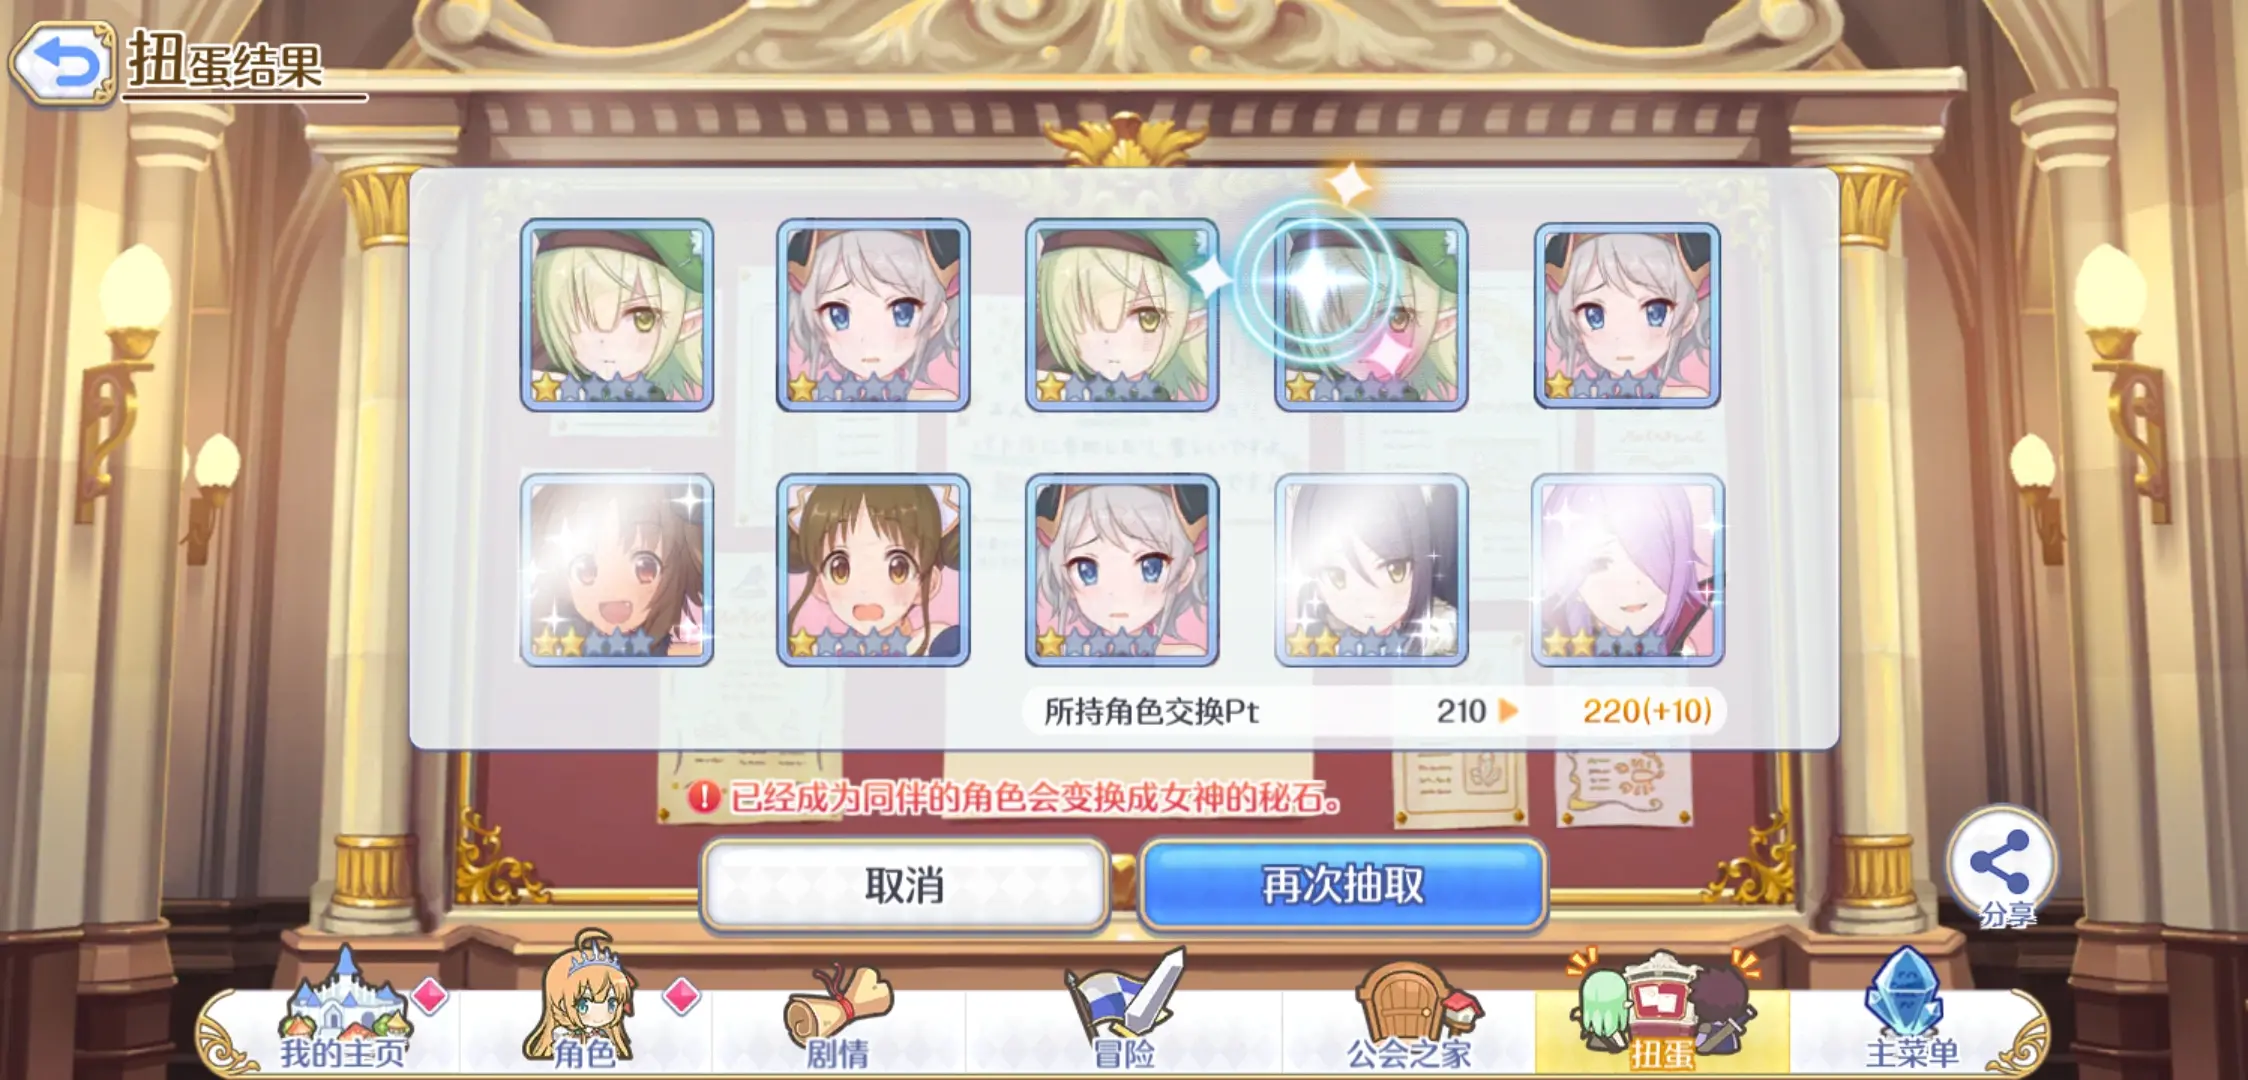 扭蛋结果
所持角色交换Pt 210 220(+10)
已经成为同伴的角色会变换成女神的秘石。
取消
再次抽取
分享
我的主页
角色
剧情
冒险
公会之家
扭蛋
主菜单